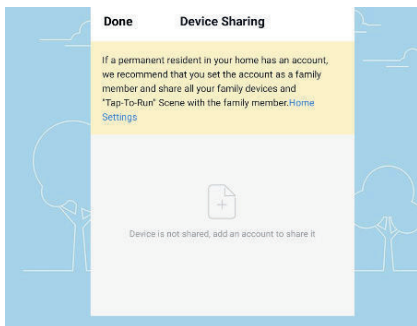 Done Device Sharing
If a permanent resident in your home has an account,
we recommend that you set the account as a family
member and share all your family devices and
"Tap-To-Run" Scene with the family member.Home
Settings
Device is not shared, add an account to share it